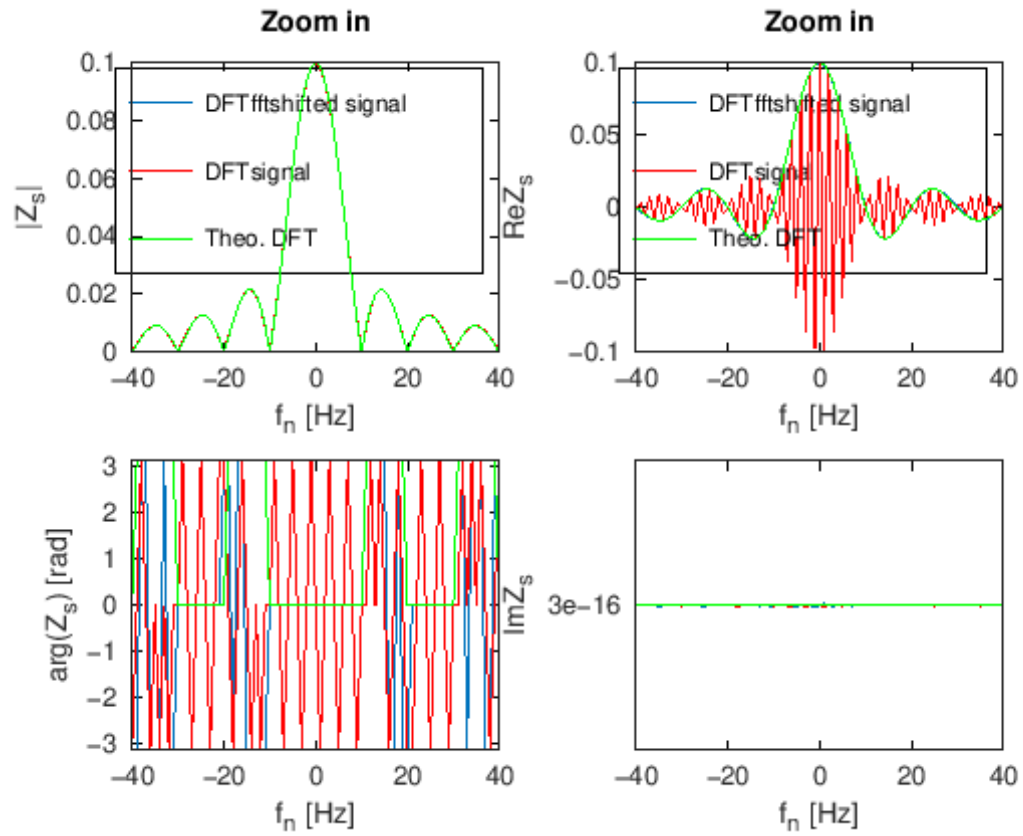 Zoom in
|Z_s|
0.1
0.08
0.06
0.04
0.02
0
DFTfftshifted signal
DFTsignal
Theo. DFT
−40 −20 0 20 40
f_n [Hz]
Zoom in
ReZ_s
0.1
0.05
0
−0.05
−0.1
DFTfftshifted signal
DFTsignal
Theo. DFT
−40 −20 0 20 40
f_n [Hz]
arg(Z_s) [rad]
3
2
1
0
−1
−2
−3
−40 −20 0 20 40
f_n [Hz]
ImZ_s
3e−16
−40 −20 0 20 40
f_n [Hz]